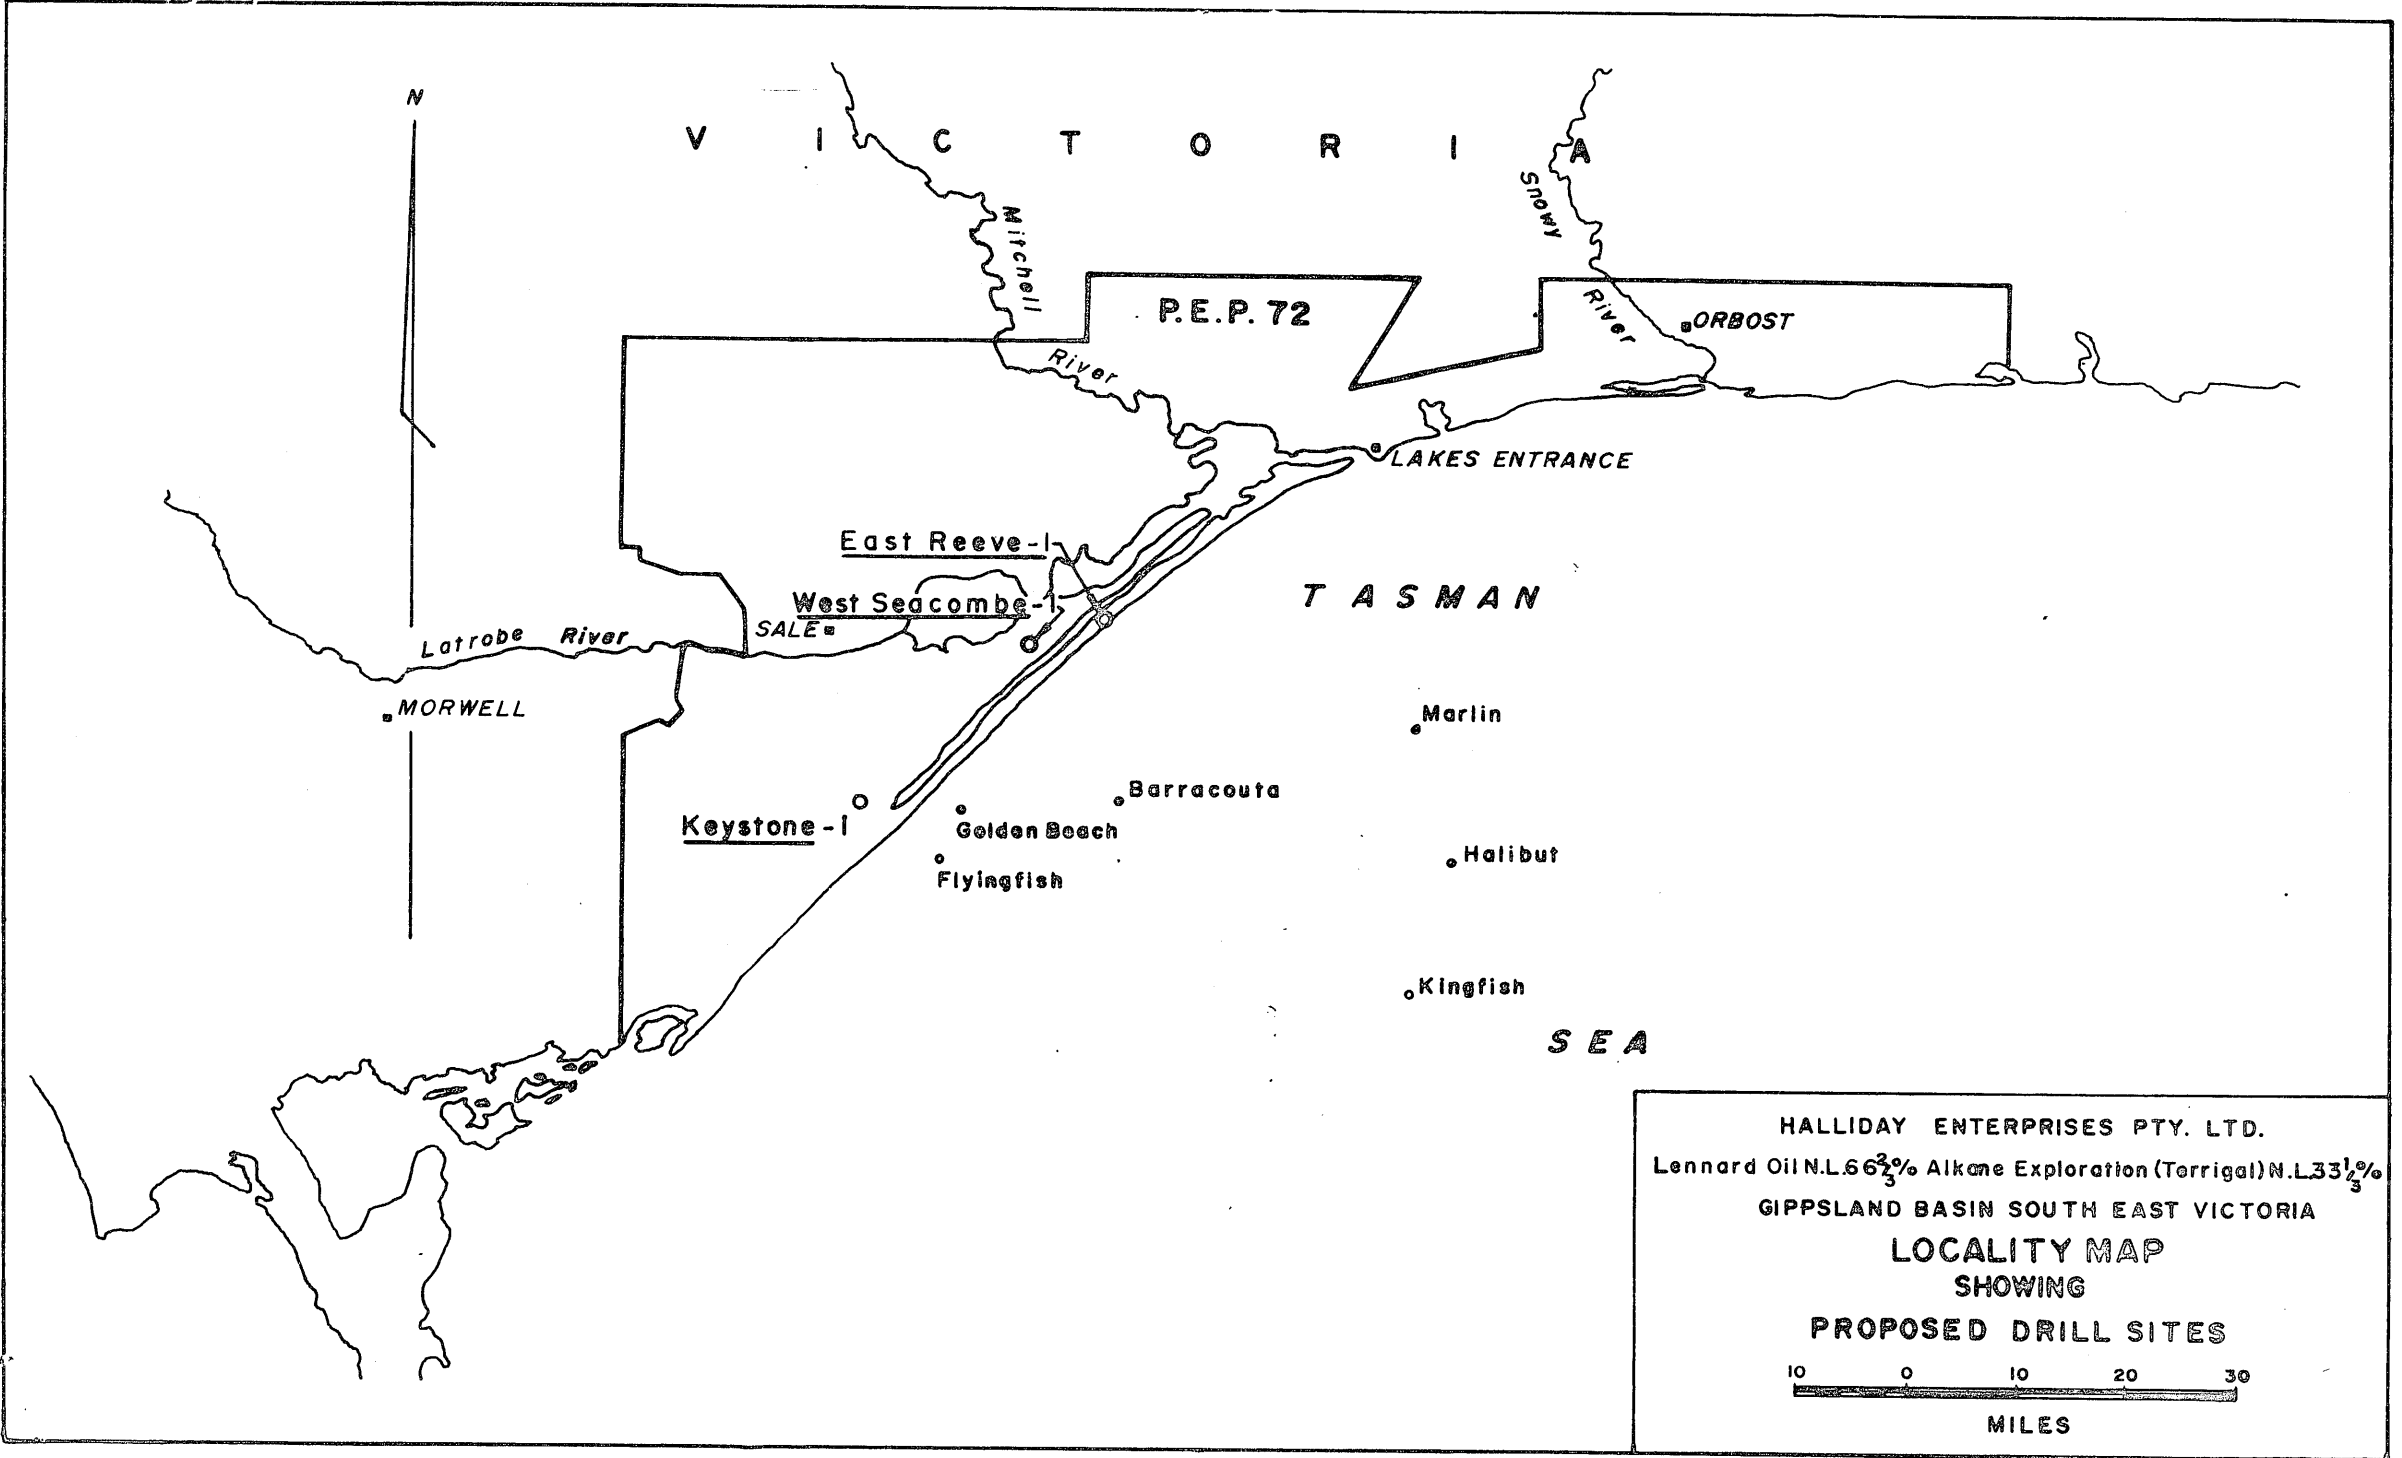 N
V I C T O R I A
Mitchell
River
Snowy
River
P.E.P. 72
ORBOST
LAKES ENTRANCE
East Reeve-1
West Seacombe-1
SALE
Latrobe River
MORWELL
TASMAN
Marlin
Barracouta
Keystone-1
Golden Beach
Halibut
Flyingfish
Kingfish
SEA
HALLIDAY ENTERPRISES PTY. LTD.
Lennard Oil N.L. 66⅔% Alkane Exploration (Terrigal) N.L. 33⅓%
GIPPSLAND BASIN SOUTH EAST VICTORIA
LOCALITY MAP
SHOWING
PROPOSED DRILL SITES
10 0 10 20 30
MILES